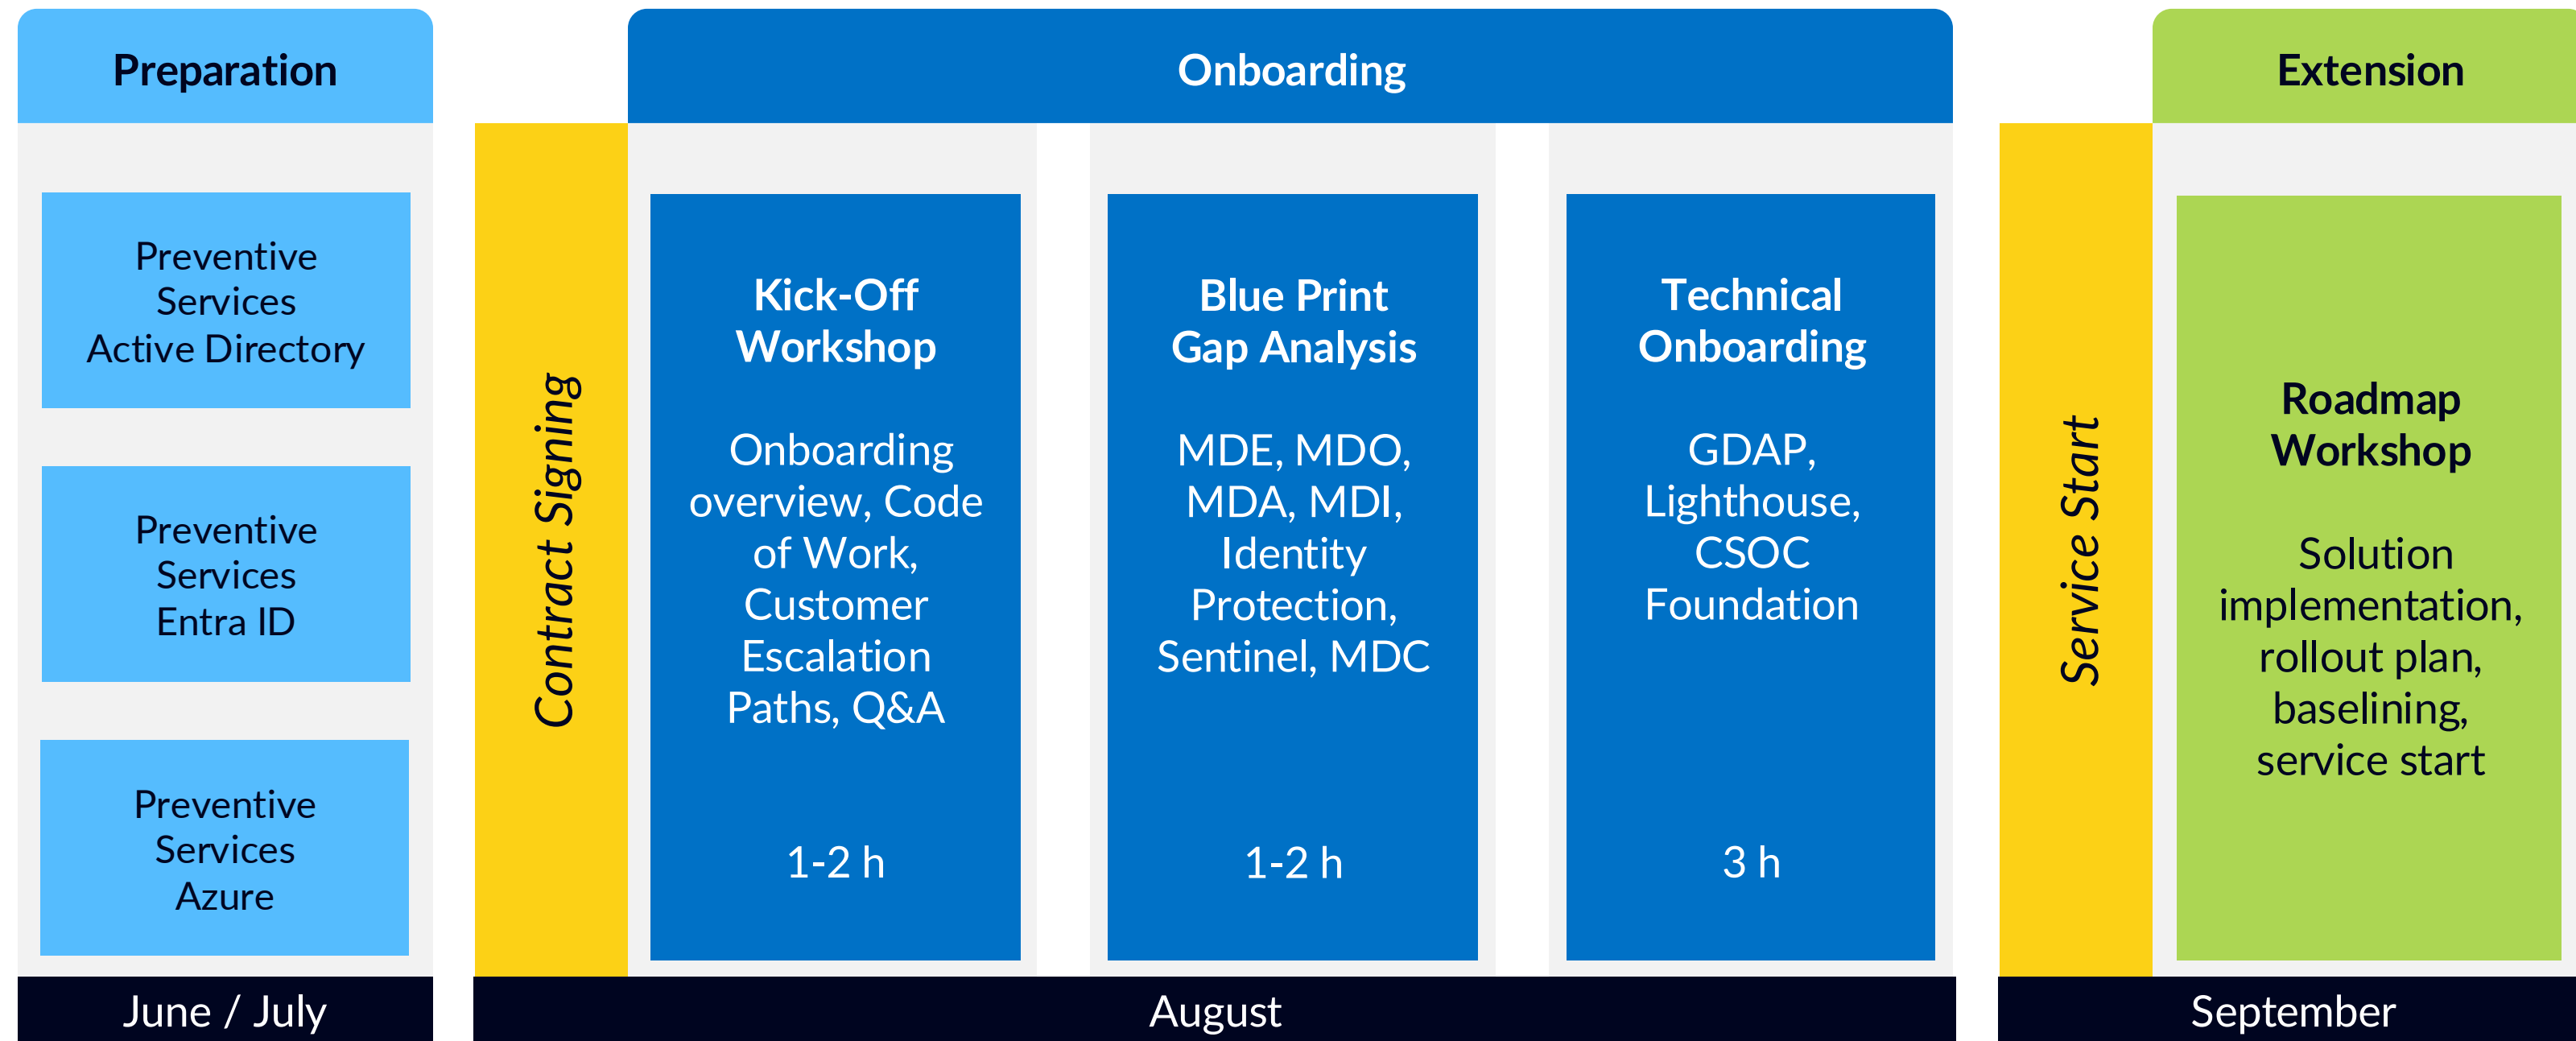 Preparation
Preventive
Services
Active Directory
Preventive
Services
Entra ID
Preventive
Services
Azure
June / July
Contract Signing
Onboarding
Kick-Off
Workshop
Onboarding
overview, Code
of Work,
Customer
Escalation
Paths, Q&A
1-2 h
Blue Print
Gap Analysis
MDE, MDO,
MDA, MDI,
Identity
Protection,
Sentinel, MDC
1-2 h
Technical
Onboarding
GDAP,
Lighthouse,
CSOC
Foundation
3 h
August
Service Start
Extension
Roadmap
Workshop
Solution
implementation,
rollout plan,
baselining,
service start
September